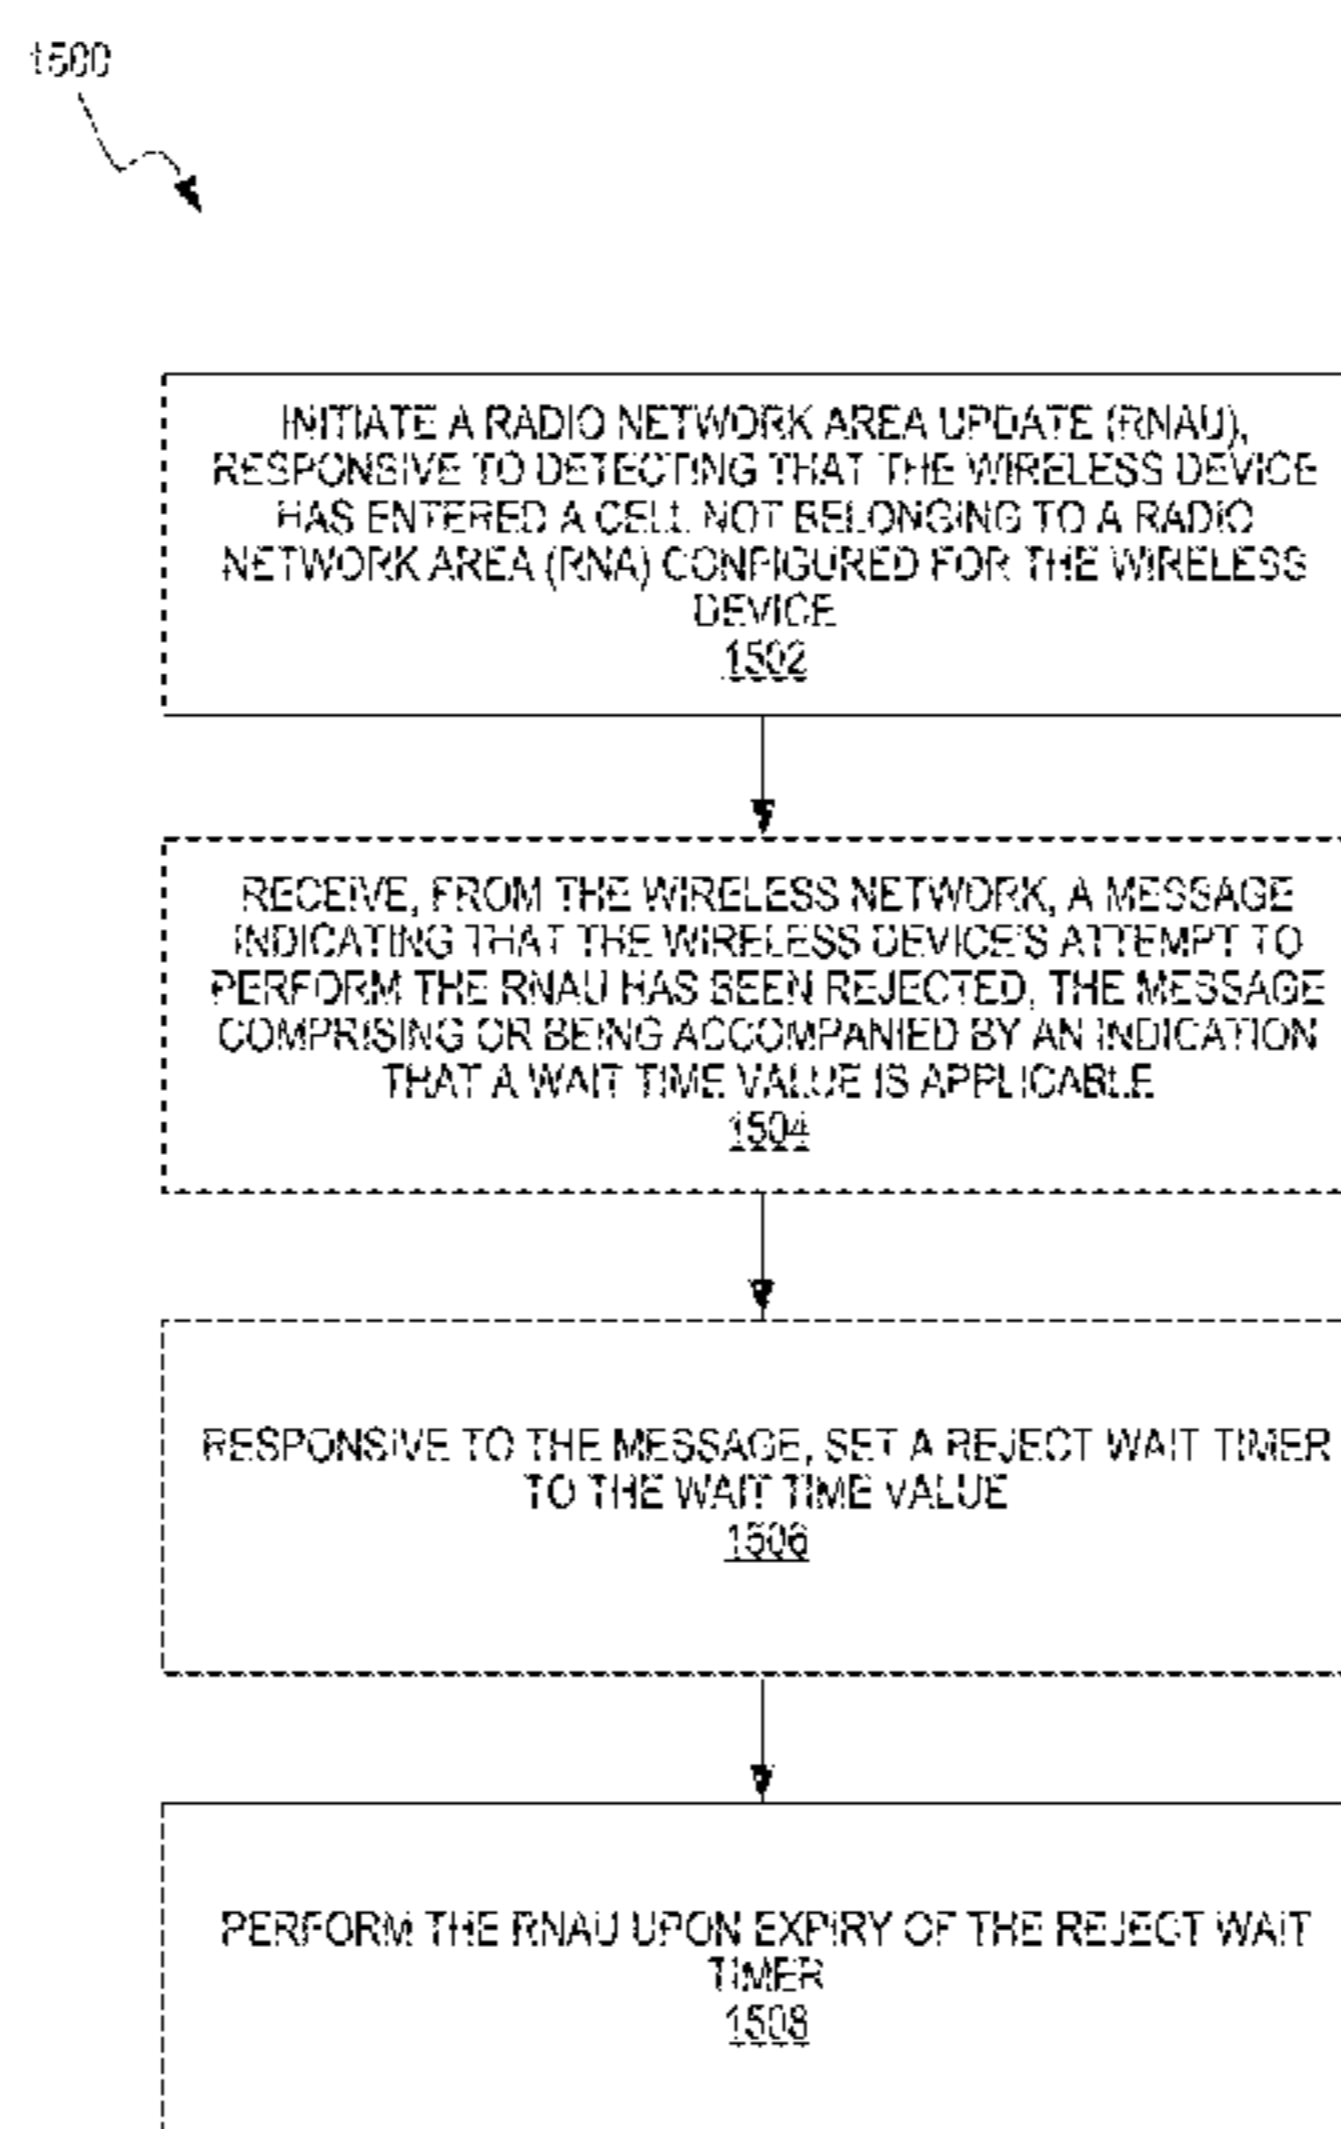 1500
INITIATE A RADIO NETWORK AREA UPDATE (RNAU),
RESPONSIVE TO DETECTING THAT THE WIRELESS DEVICE
HAS ENTERED A CELL NOT BELONGING TO A RADIO
NETWORK AREA (RNA) CONFIGURED FOR THE WIRELESS
DEVICE
1502
RECEIVE, FROM THE WIRELESS NETWORK, A MESSAGE
INDICATING THAT THE WIRELESS DEVICE'S ATTEMPT TO
PERFORM THE RNAU HAS BEEN REJECTED, THE MESSAGE
COMPRISING OR BEING ACCOMPANIED BY AN INDICATION
THAT A WAIT TIME VALUE IS APPLICABLE
1504
RESPONSIVE TO THE MESSAGE, SET A REJECT WAIT TIMER
TO THE WAIT TIME VALUE
1506
PERFORM THE RNAU UPON EXPIRY OF THE REJECT WAIT
TIMER
1508